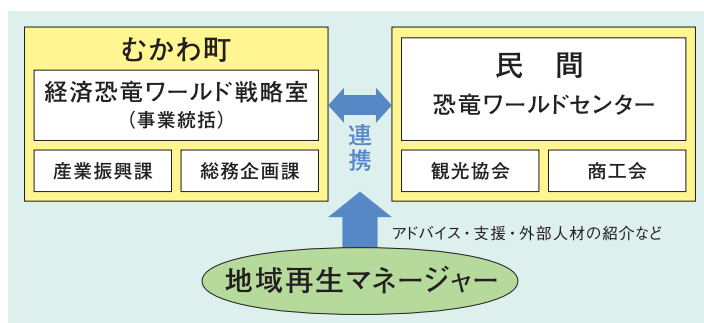 むかわ町
経済恐竜ワールド戦略室
（事業統括）
産業振興課
総務企画課
連携
民　間
恐竜ワールドセンター
観光協会
商工会
アドバイス・支援・外部人材の紹介など
地域再生マネージャー